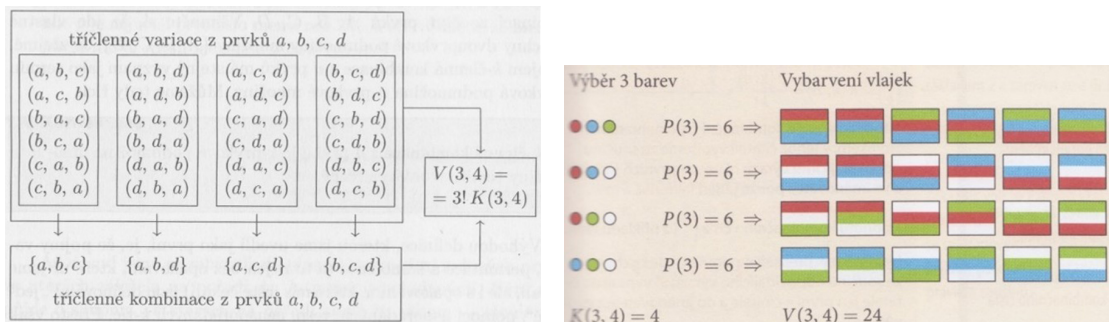 tříčlenné variace z prvků a, b, c, d
(a, b, c) (a, b, d) (a, c, d) (b, c, d)
(a, c, b) (a, d, b) (a, d, c) (b, d, c)
(b, a, c) (b, a, d) (c, a, d) (c, b, d)
(b, c, a) (b, d, a) (c, d, a) (c, d, b)
(c, a, b) (d, a, b) (d, a, c) (d, b, c)
(c, b, a) (d, b, a) (d, c, a) (d, c, b)
V(3, 4) =
= 3! K(3, 4)
{a, b, c} {a, b, d} {a, c, d} {b, c, d}
tříčlenné kombinace z prvků a, b, c, d
Výběr 3 barev Vybarvení vlajek
P(3) = 6 ⇒
P(3) = 6 ⇒
P(3) = 6 ⇒
P(3) = 6 ⇒
K(3, 4) = 4 V(3, 4) = 24